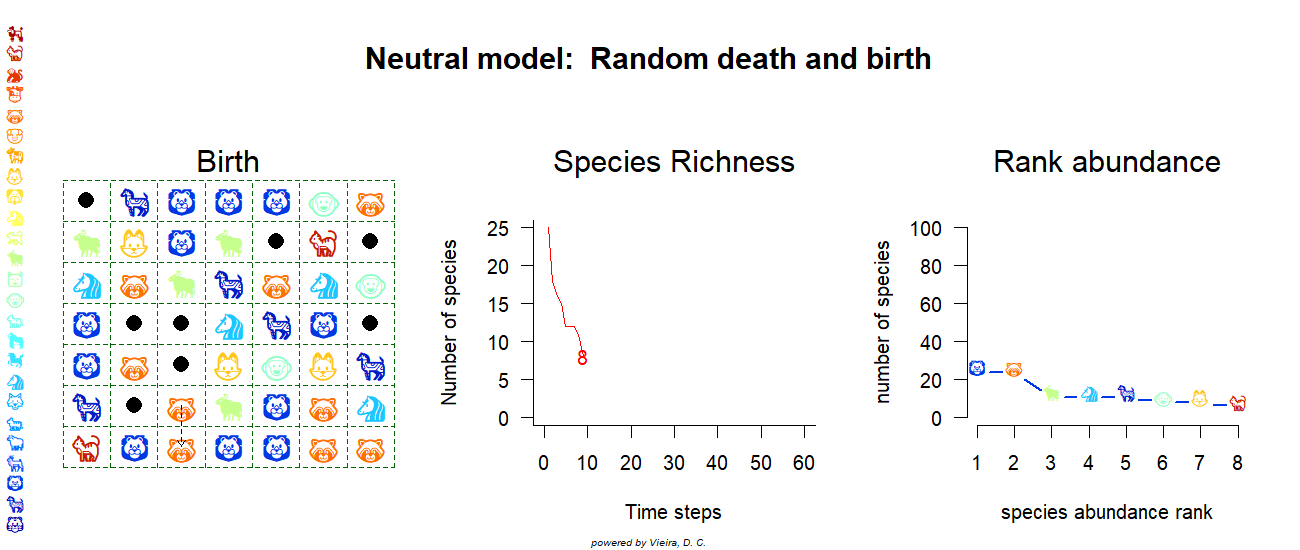 Neutral model:  Random death and birth
Birth
Species Richness
Rank abundance
Number of species
25
20
15
10
5
0
8
0 10 20 30 40 50 60
Time steps
number of species
100
80
60
40
20
0
1 2 3 4 5 6 7 8
species abundance rank
powered by Vieira, D. C.